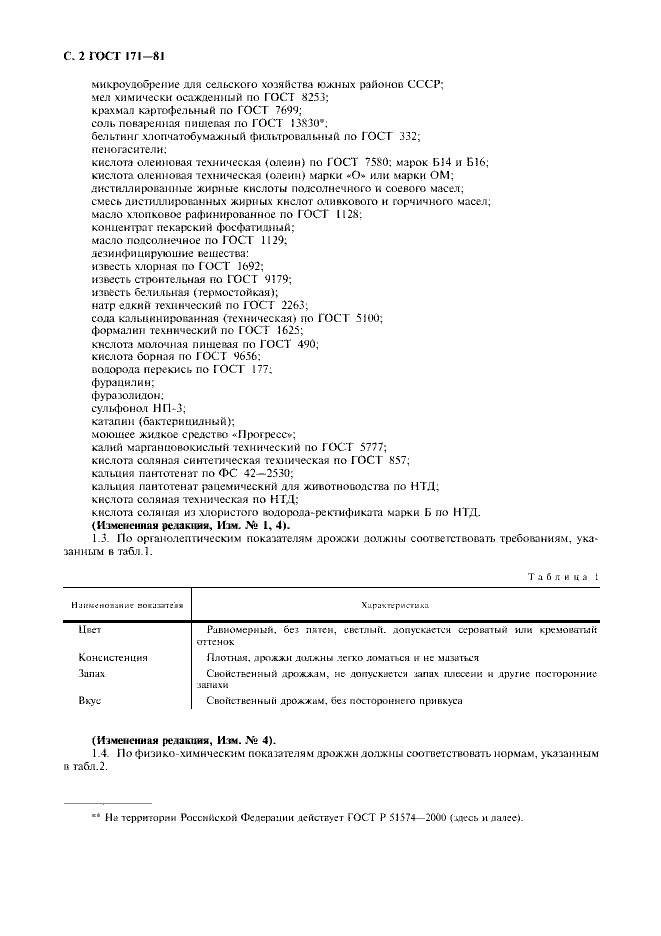 С. 2 ГОСТ 171—81
микроудобрение для сельского хозяйства южных районов СССР;
мел химически осажденный по ГОСТ 8253;
крахмал картофельный по ГОСТ 7699;
соль поваренная пищевая по ГОСТ 13830*;
бельтинг хлопчатобумажный фильтровальный по ГОСТ 332;
пеногасители;
кислота олеиновая техническая (олеин) по ГОСТ 7580; марок Б14 и Б16;
кислота олеиновая техническая (олеин) марки «О» или марки ОМ;
дистиллированные жирные кислоты подсолнечного и соевого масел;
смесь дистиллированных жирных кислот оливкового и горчичного масел;
масло хлопковое рафинированное по ГОСТ 1128;
концентрат пекарский фосфатидный;
масло подсолнечное по ГОСТ 1129;
дезинфицирующие вещества:
известь хлорная по ГОСТ 1692;
известь строительная по ГОСТ 9179;
известь белильная (термостойкая);
натр едкий технический по ГОСТ 2263;
сода кальцинированная (техническая) по ГОСТ 5100;
формалин технический по ГОСТ 1625;
кислота молочная пищевая по ГОСТ 490;
кислота борная по ГОСТ 9656;
водорода перекись по ГОСТ 177;
фурацилин;
фуразолидон;
сульфонол НП-3;
катапин (бактерицидный);
моющее жидкое средство «Прогресс»;
калий марганцовокислый технический по ГОСТ 5777;
кислота соляная синтетическая техническая по ГОСТ 857;
кальция пантотенат по ФС 42—2530;
кальция пантотенат рацемический для животноводства по НТД;
кислота соляная техническая по НТД;
кислота соляная из хлористого водорода-ректификата марки Б по НТД.
(Измененная редакция, Изм. № 1, 4).
1.3. По органолептическим показателям дрожжи должны соответствовать требованиям, ука-
занным в табл.1.
Таблица 1
Наименование показателя Характеристика
Цвет Равномерный, без пятен, светлый, допускается сероватый или кремоватый
оттенок
Консистенция Плотная, дрожжи должны легко ломаться и не мазаться
Запах Свойственный дрожжам, не допускается запах плесени и другие посторонние
запахи
Вкус Свойственный дрожжам, без постороннего привкуса
(Измененная редакция, Изм. № 4).
1.4. По физико-химическим показателям дрожжи должны соответствовать нормам, указанным
в табл.2.
** На территории Российской Федерации действует ГОСТ Р 51574—2000 (здесь и далее).